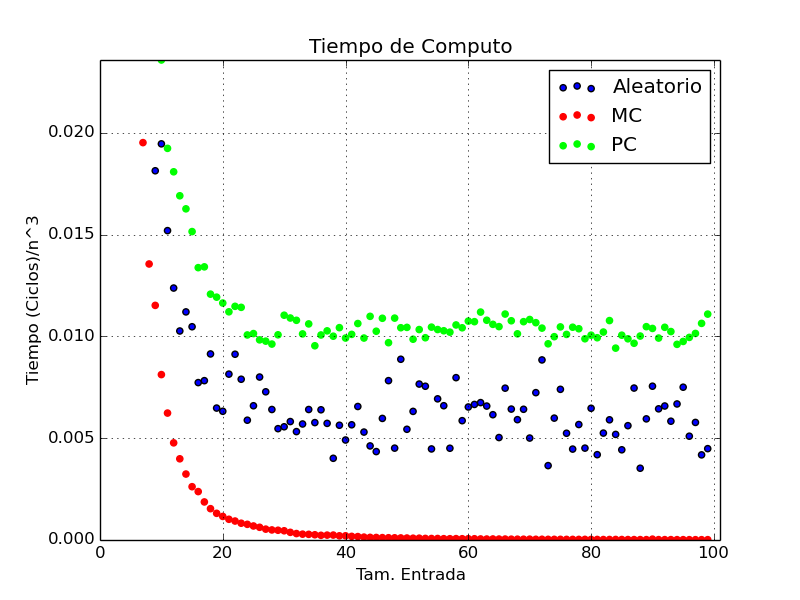 Tiempo de Computo
Aleatorio
MC
PC
Tiempo (Ciclos)/n^3
0.020
0.015
0.010
0.005
0.000
0 20 40 60 80 100
Tam. Entrada